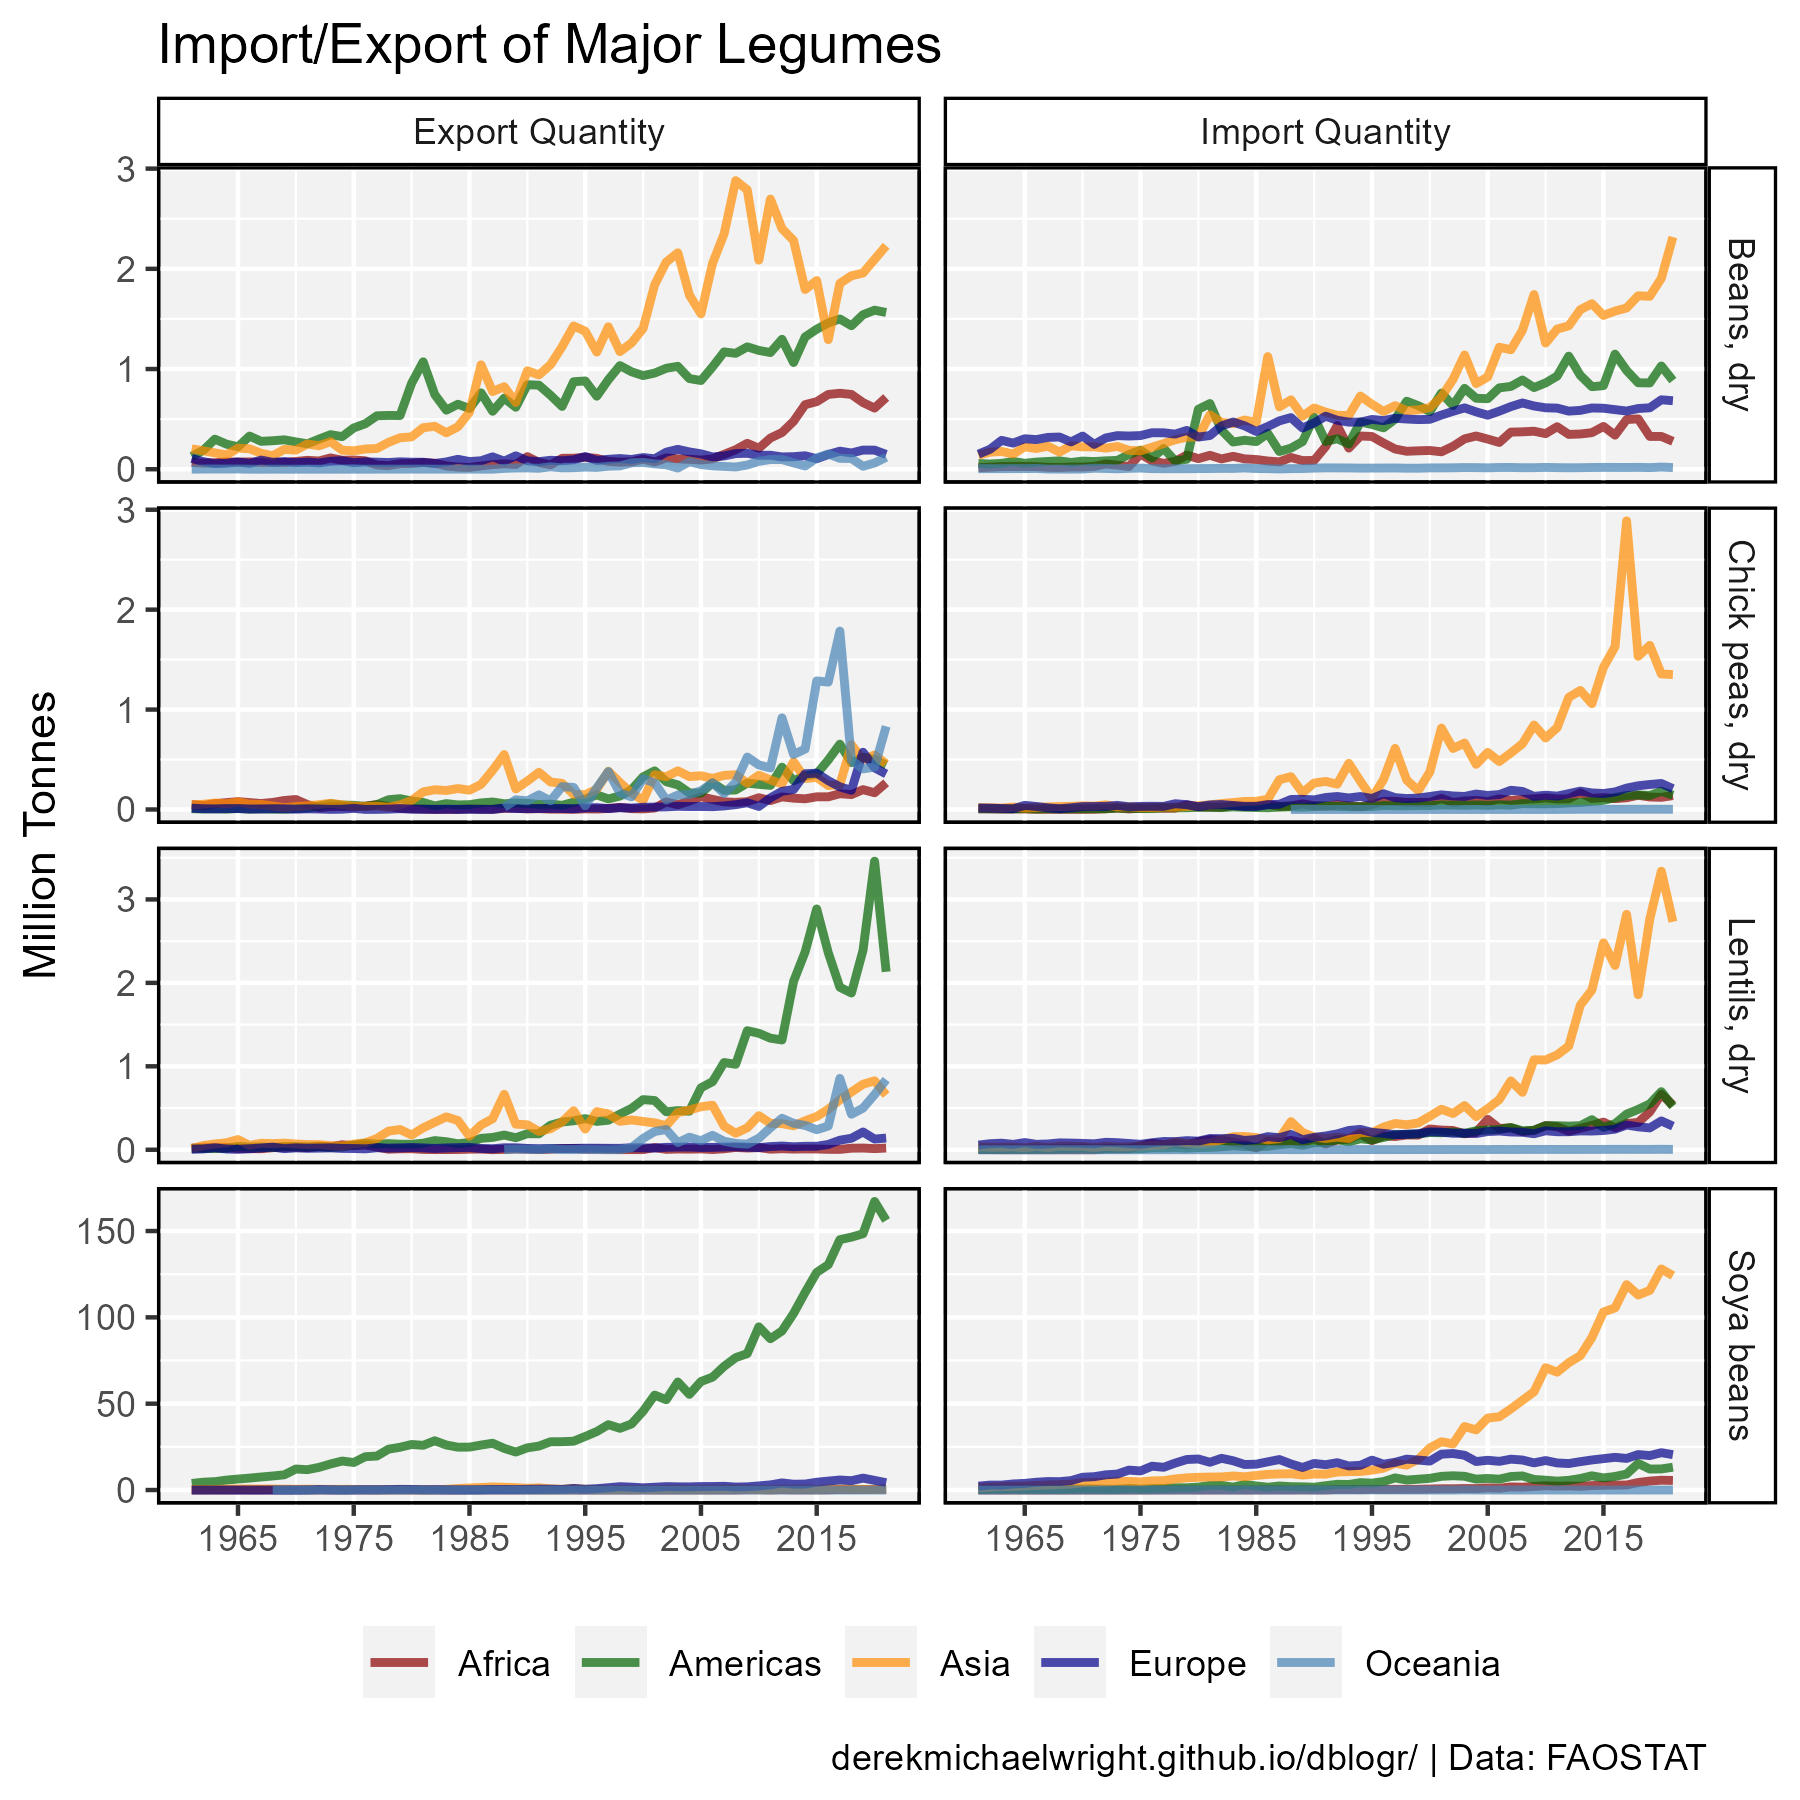 Import/Export of Major Legumes
Export Quantity
Import Quantity
Million Tonnes
3
2
1
0
Beans, dry
3
2
1
0
Chick peas, dry
3
2
1
0
Lentils, dry
150
100
50
0
Soya beans
1965 1975 1985 1995 2005 2015
1965 1975 1985 1995 2005 2015
Africa Americas Asia Europe Oceania
derekmichaelwright.github.io/dblogr/ | Data: FAOSTAT